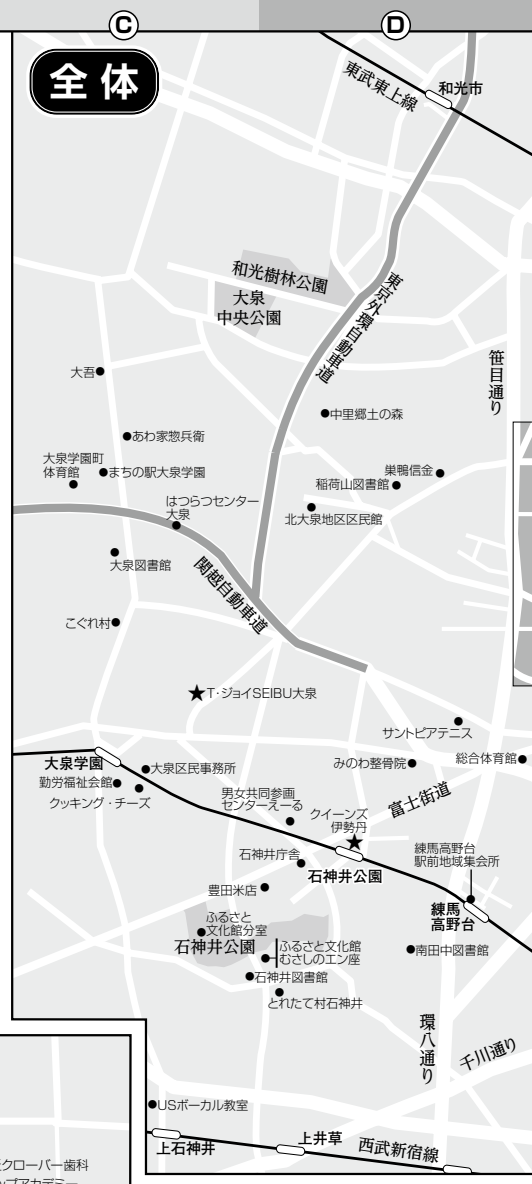 C
D
全体
東武東上線
和光市
和光樹林公園
大泉
中央公園
東京外環自動車道
笹目通り
大吾
中里郷土の森
あわ家惣兵衛
大泉学園町
体育館
まちの駅大泉学園
巣鴨信金
稲荷山図書館
はつらつセンター
大泉
北大泉地区区民館
大泉図書館
関越自動車道
こぐれ村
★T・ジョイSEIBU大泉
サントピアテニス
大泉学園
大泉区民事務所
みのわ整骨院
総合体育館
勤労福祉会館
クッキング・チーズ
男女共同参画
センターえーる
富士街道
クイーンズ
伊勢丹
★
石神井庁舎
石神井公園
練馬高野台
駅前地域集会所
豊田米店
練馬
高野台
ふるさと
文化館分室
石神井公園
ふるさと文化館
むさしのエン座
南田中図書館
石神井図書館
とれたて村石神井
環八通り
千川通り
USボーカル教室
上石神井
上井草
西武新宿線
クローバー歯科
プアカデミー